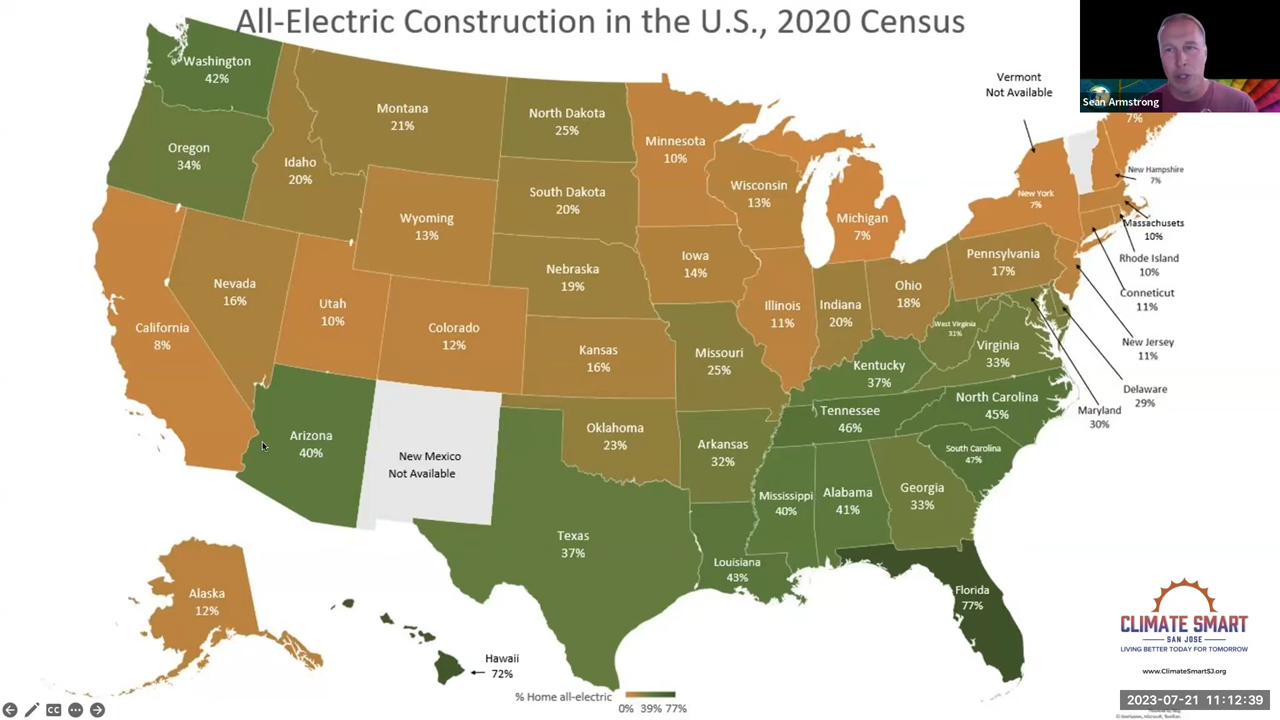 All-Electric Construction in the U.S., 2020 Census
Sean Armstrong
Washington
42%
Oregon
34%
Idaho
20%
Montana
21%
North Dakota
25%
Minnesota
10%
Wisconsin
13%
Michigan
7%
Vermont
Not Available
7%
New Hampshire
7%
New York
7%
Massachusets
10%
Rhode Island
10%
Conneticut
11%
New Jersey
11%
Delaware
29%
Maryland
30%
Wyoming
13%
South Dakota
20%
Nebraska
19%
Iowa
14%
Illinois
11%
Indiana
20%
Ohio
18%
Pennsylvania
17%
West Virginia
31%
Virginia
33%
Nevada
16%
Utah
10%
Colorado
12%
Kansas
16%
Missouri
25%
Kentucky
37%
California
8%
Arizona
40%
New Mexico
Not Available
Oklahoma
23%
Arkansas
32%
Tennessee
46%
North Carolina
45%
South Carolina
47%
Texas
37%
Louisiana
43%
Mississippi
40%
Alabama
41%
Georgia
33%
Florida
77%
Alaska
12%
Hawaii
72%
% Home all-electric
0% 39% 77%
CLIMATE SMART
SAN JOSE
LIVING BETTER TODAY FOR TOMORROW
www.ClimateSmartSJ.org
CC
2023-07-21 11:12:39